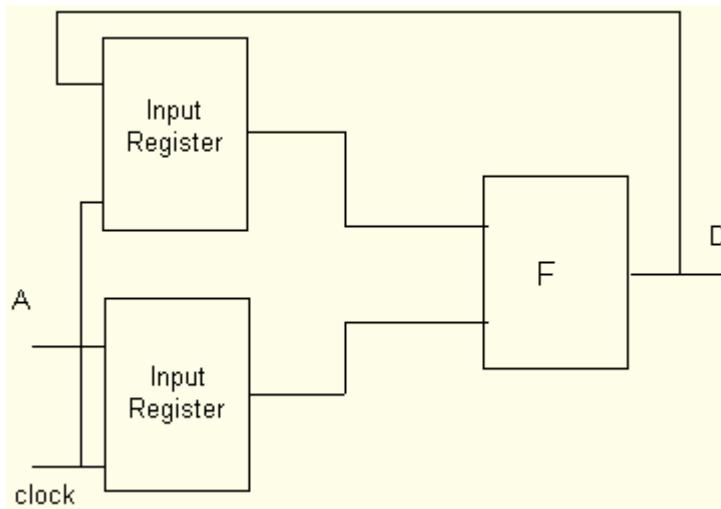 Input
Register
F
D
A
Input
Register
clock